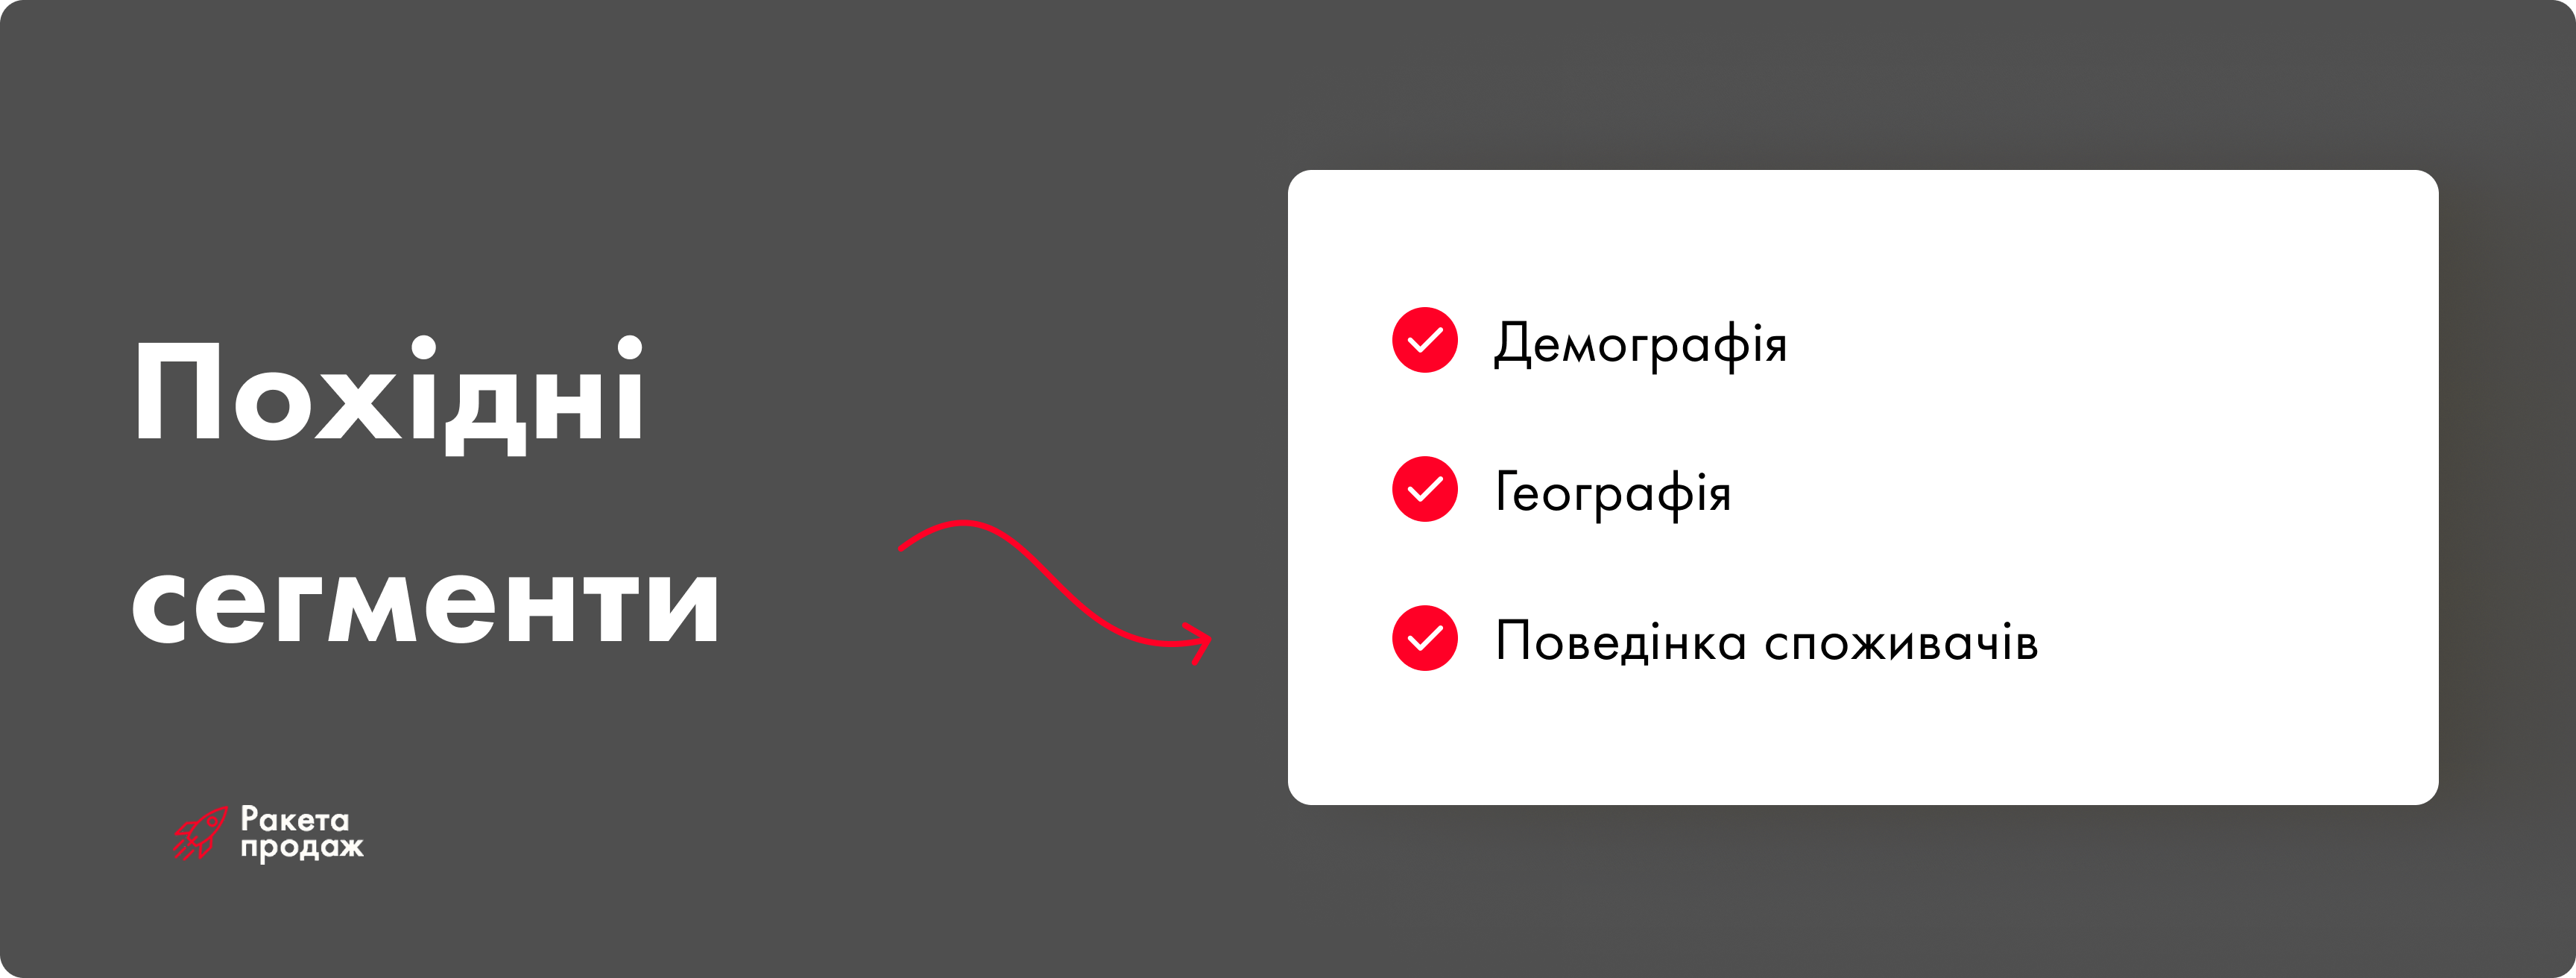 Похідні
сегменти
Демографія
Географія
Поведінка споживачів
Ракета
продаж